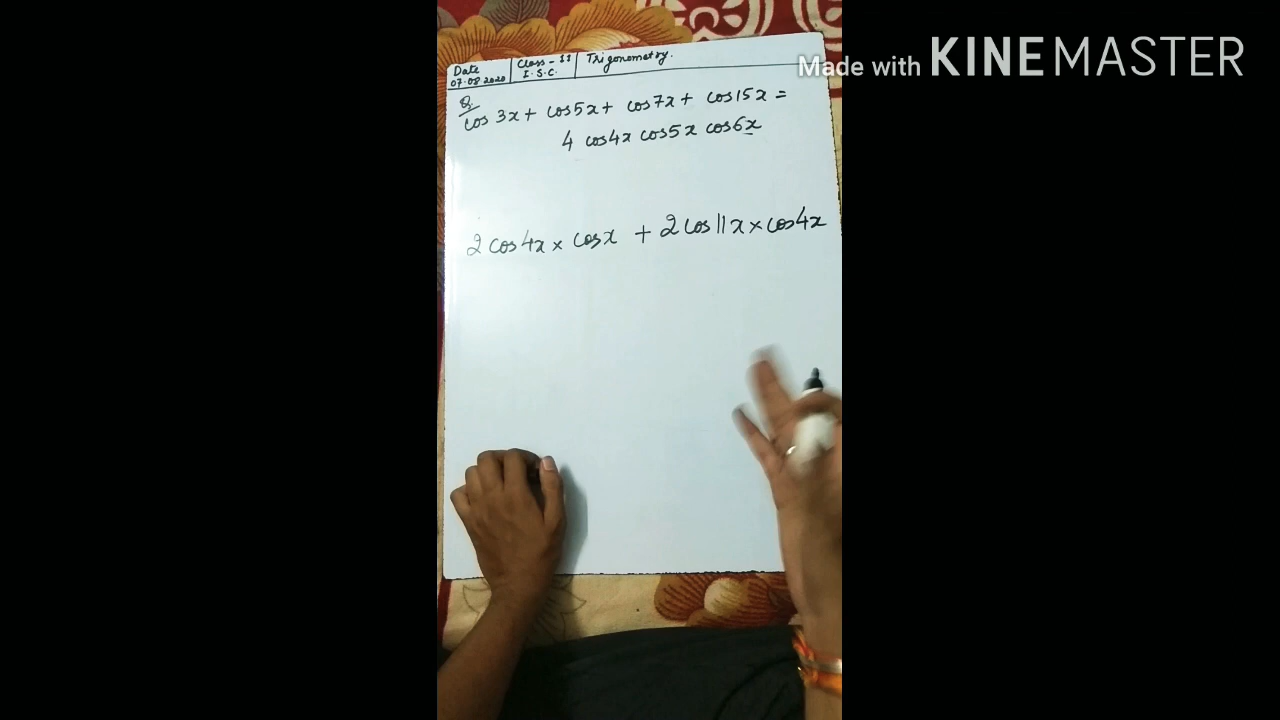 Made with KINEMASTER
Date
07.08.2020
Class - 11
I.S.C.
Trigonometry.
Q.
cos 3x + cos5x + cos7x + cos15x =
4 cos4x cos5x cos6x
2 cos4x × cosx + 2 cos11x × cos4x